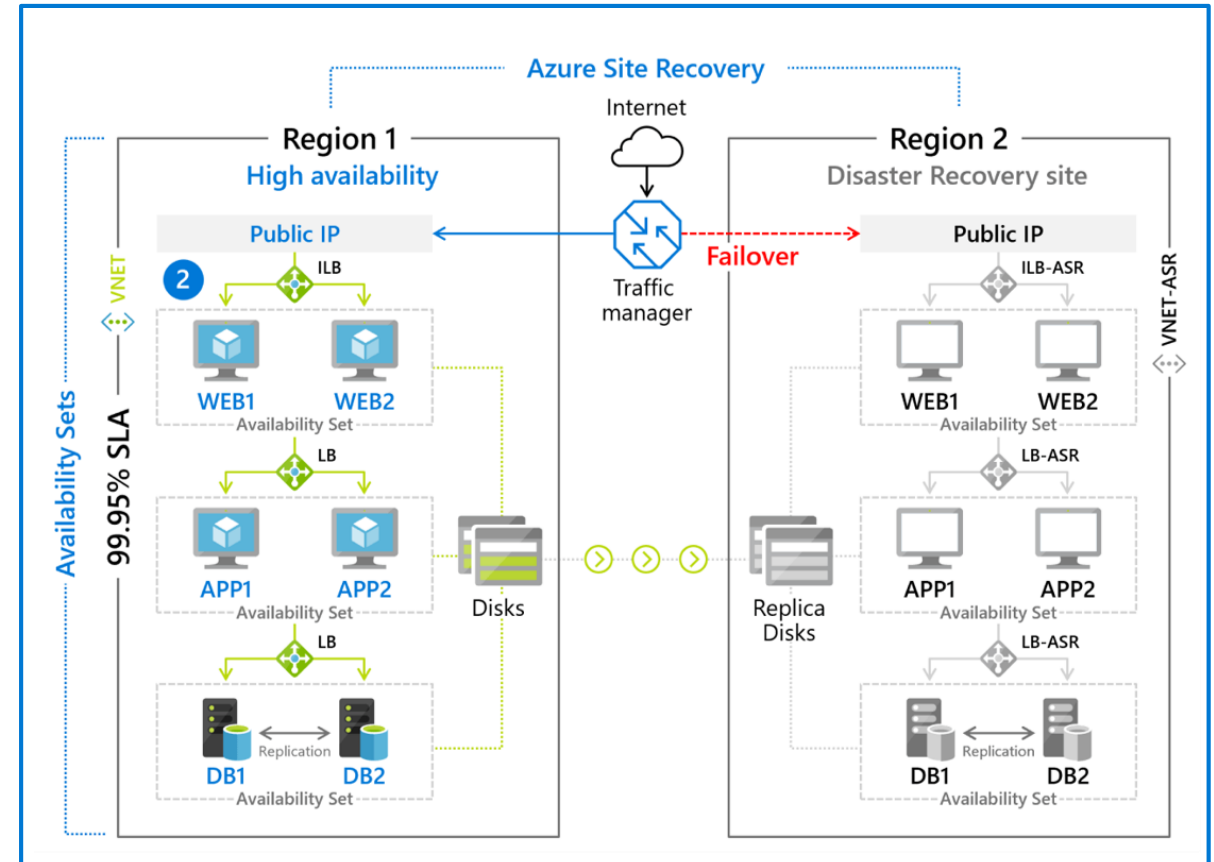 Azure Site Recovery
Internet
Region 1
High availability
Region 2
Disaster Recovery site
Public IP
Failover
Public IP
Traffic
manager
2
ILB
ILB-ASR
VNET
VNET-ASR
Availability Sets
99.95% SLA
WEB1
WEB2
Availability Set
WEB1
WEB2
Availability Set
LB
LB-ASR
APP1
APP2
Availability Set
Disks
Replica
Disks
APP1
APP2
Availability Set
LB
LB-ASR
Replication
DB1
DB2
Availability Set
Replication
DB1
DB2
Availability Set